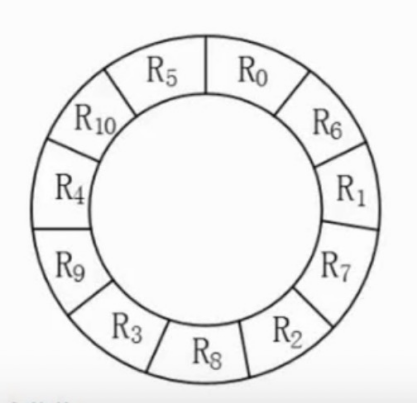 R₅ R₀
R₁₀ R₆
R₄ R₁
R₉ R₇
R₃ R₂
R₈